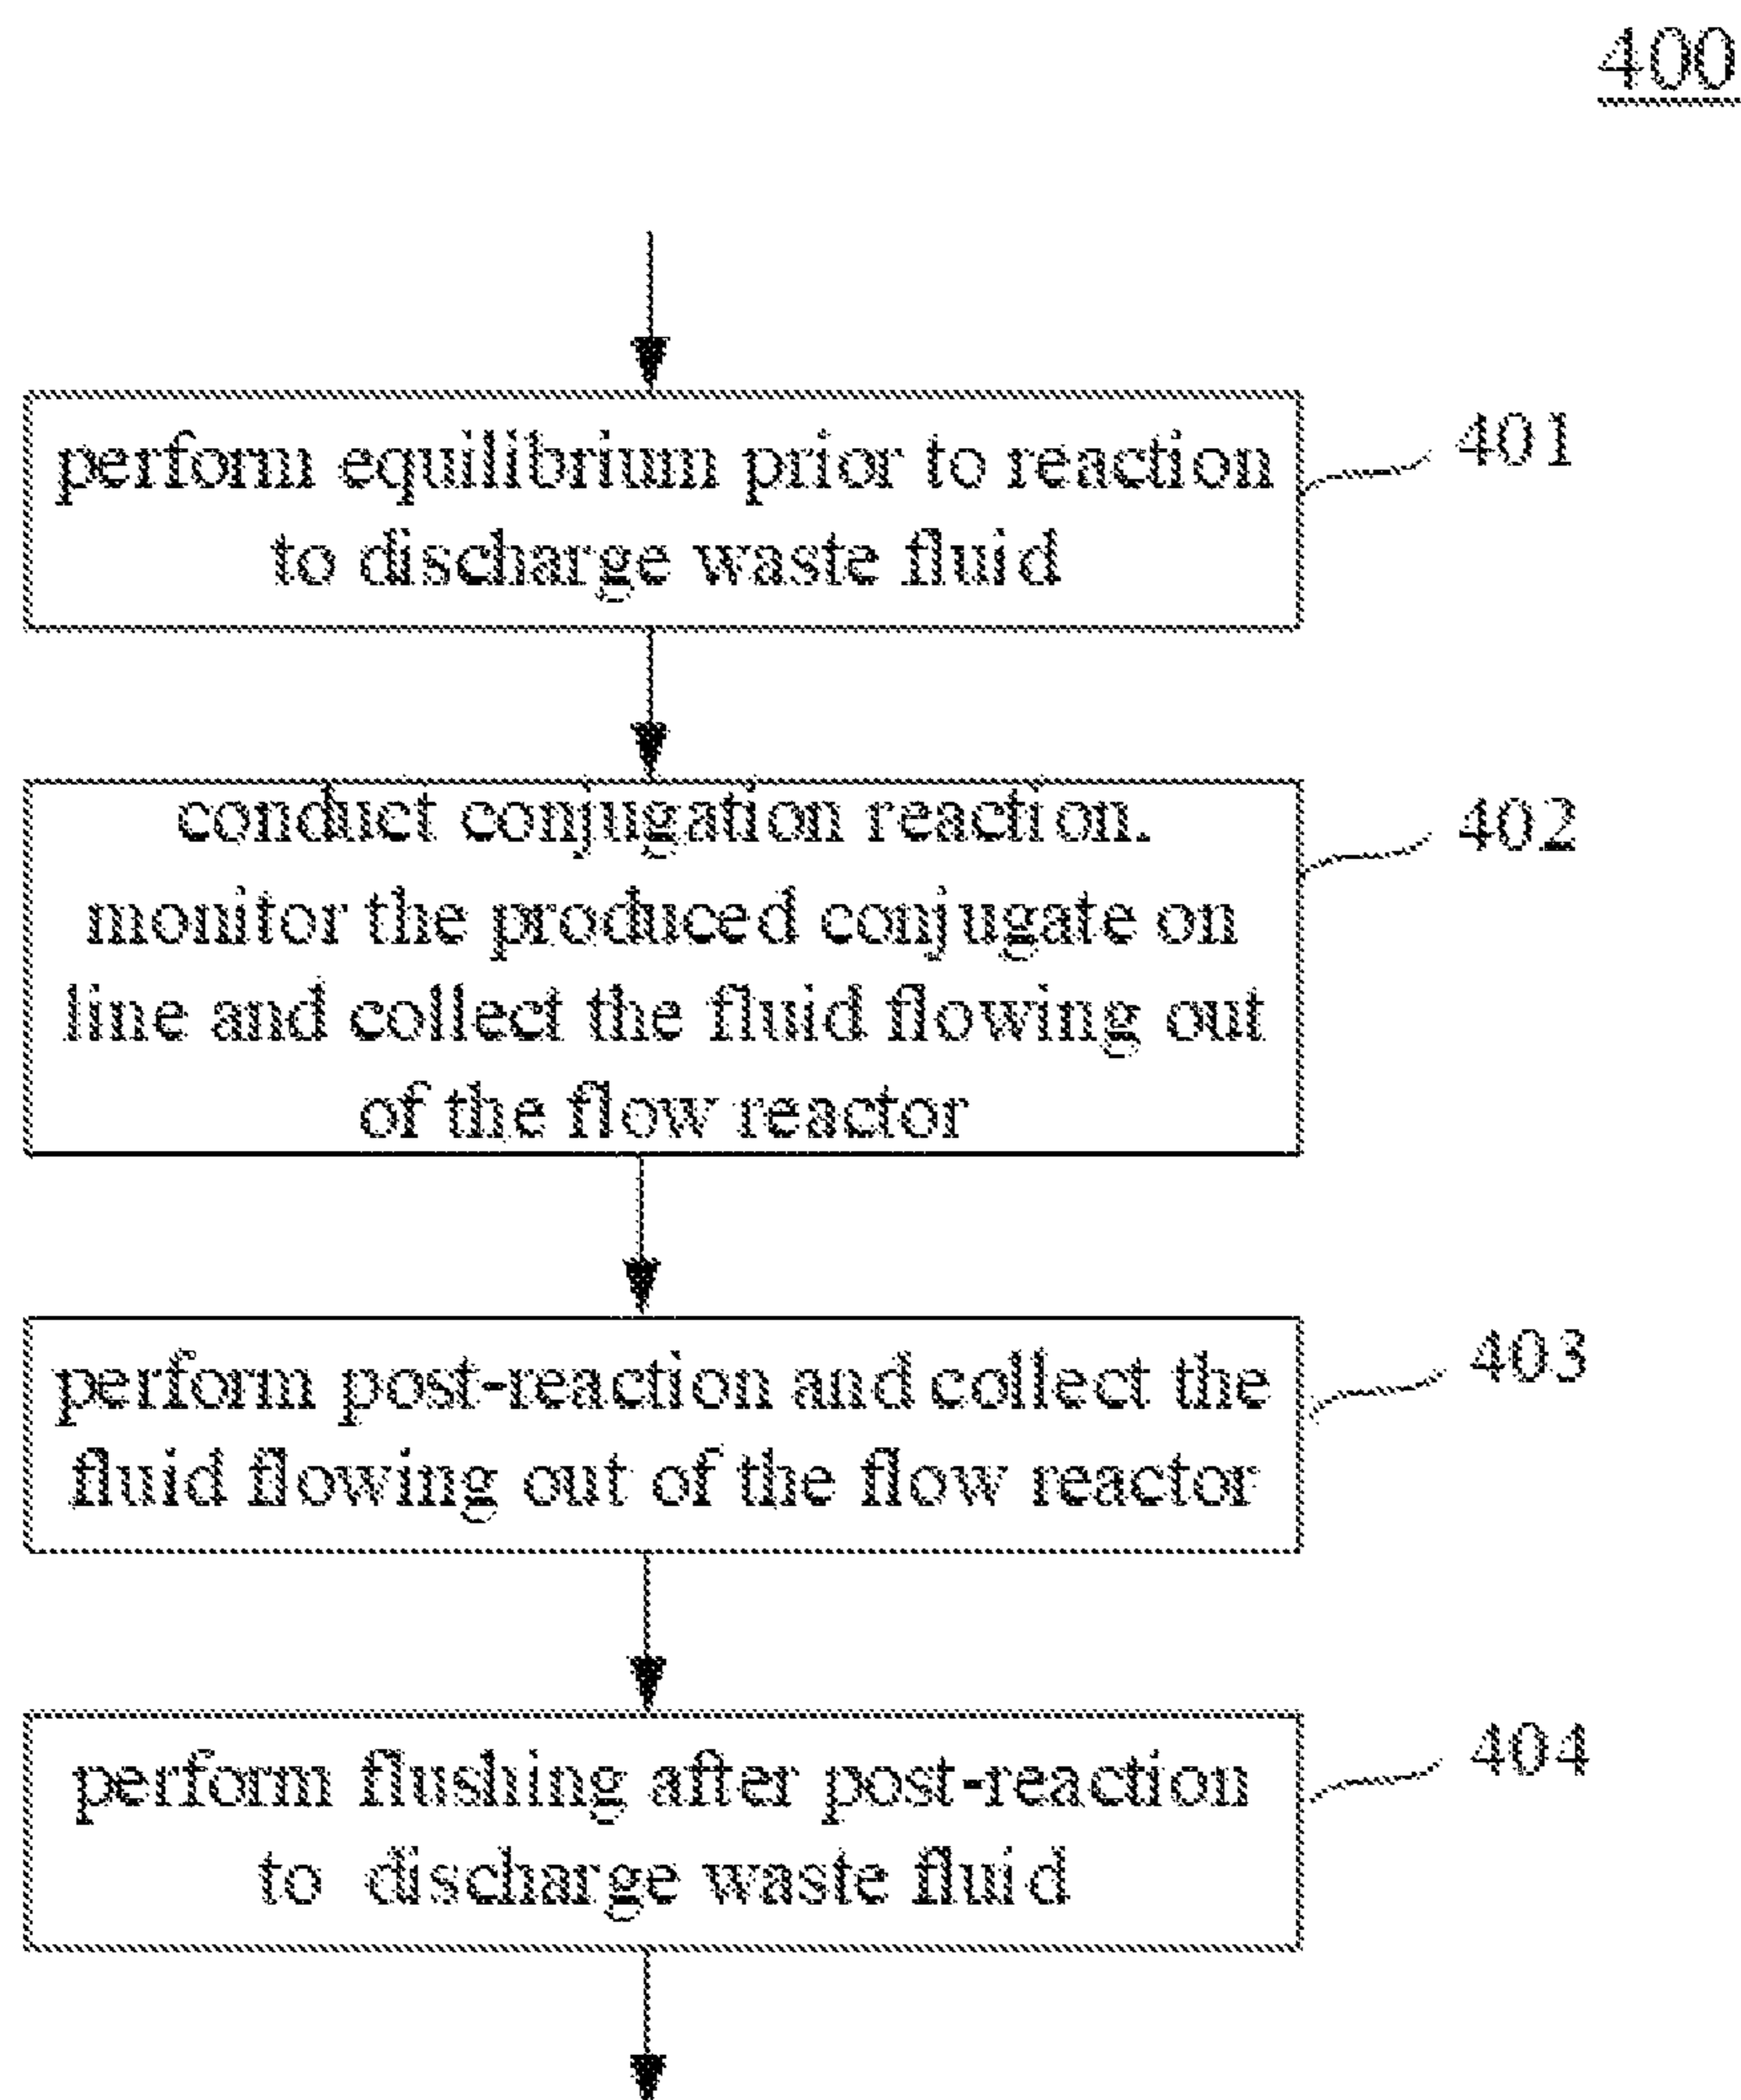 400
perform equilibrium prior to reaction
to discharge waste fluid
401
conduct conjugation reaction.
monitor the produced conjugate on
line and collect the fluid flowing out
of the flow reactor
402
perform post-reaction and collect the
fluid flowing out of the flow reactor
403
perform flushing after post-reaction
to discharge waste fluid
404